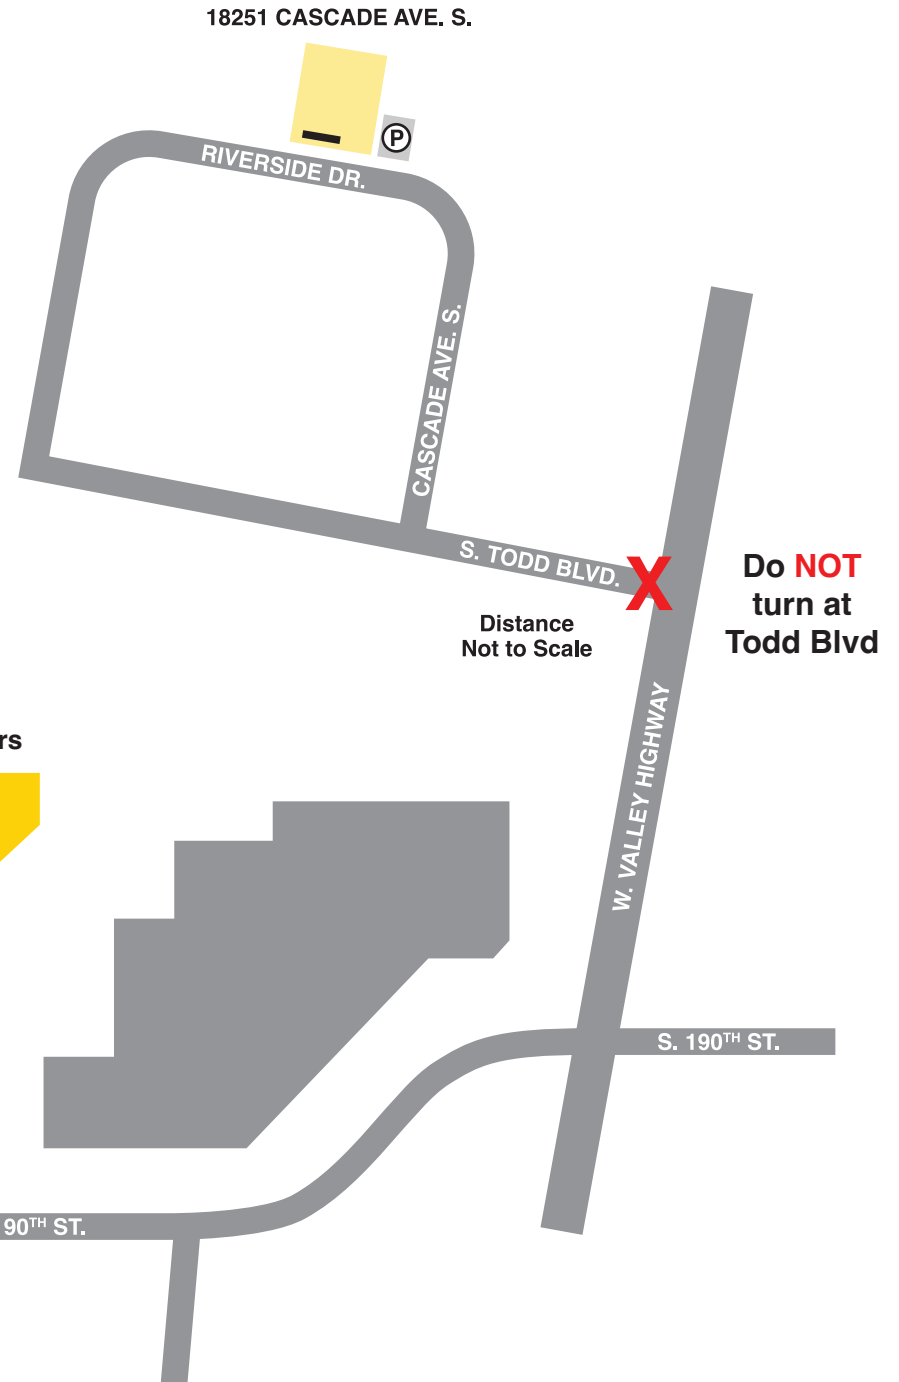 18251 CASCADE AVE. S.
P
RIVERSIDE DR.
CASCADE AVE. S.
S. TODD BLVD.
Do NOT
turn at
Todd Blvd
Distance
Not to Scale
W. VALLEY HIGHWAY
rs
S. 190TH ST.
90TH ST.